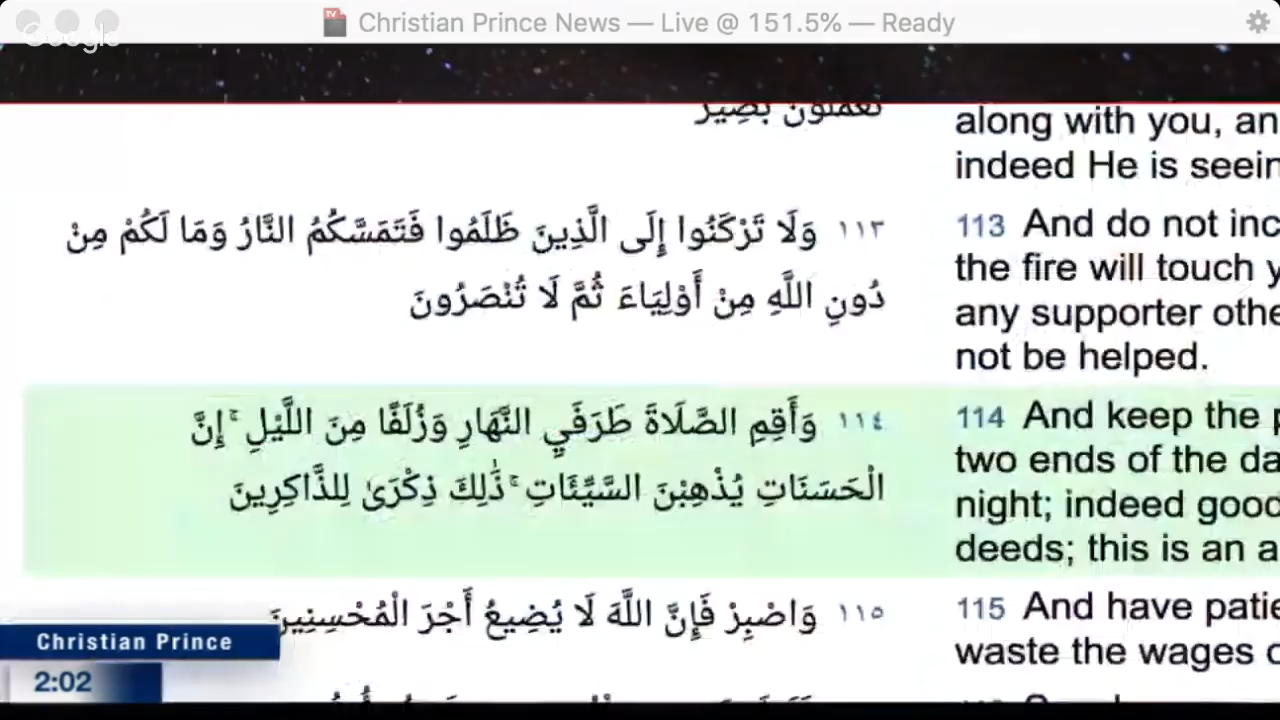 Christian Prince News — Live @ 151.5% — Ready
Google
تعملون بصير
along with you, an
indeed He is seein
١١٣ وَلَا تَرْكَنُوا إِلَى الَّذِينَ ظَلَمُوا فَتَمَسَّكُمُ النَّارُ وَمَا لَكُمْ مِنْ
دُونِ اللَّهِ مِنْ أَوْلِيَاءَ ثُمَّ لَا تُنْصَرُونَ
113 And do not inc
the fire will touch y
any supporter othe
not be helped.
١١٤ وَأَقِمِ الصَّلَاةَ طَرَفَيِ النَّهَارِ وَزُلَفًا مِنَ اللَّيْلِ ۚ إِنَّ
الْحَسَنَاتِ يُذْهِبْنَ السَّيِّئَاتِ ۚ ذَٰلِكَ ذِكْرَىٰ لِلذَّاكِرِينَ
114 And keep the p
two ends of the da
night; indeed good
deeds; this is an a
١١٥ وَاصْبِرْ فَإِنَّ اللَّهَ لَا يُضِيعُ أَجْرَ الْمُحْسِنِينَ
115 And have patie
waste the wages o
Christian Prince
2:02